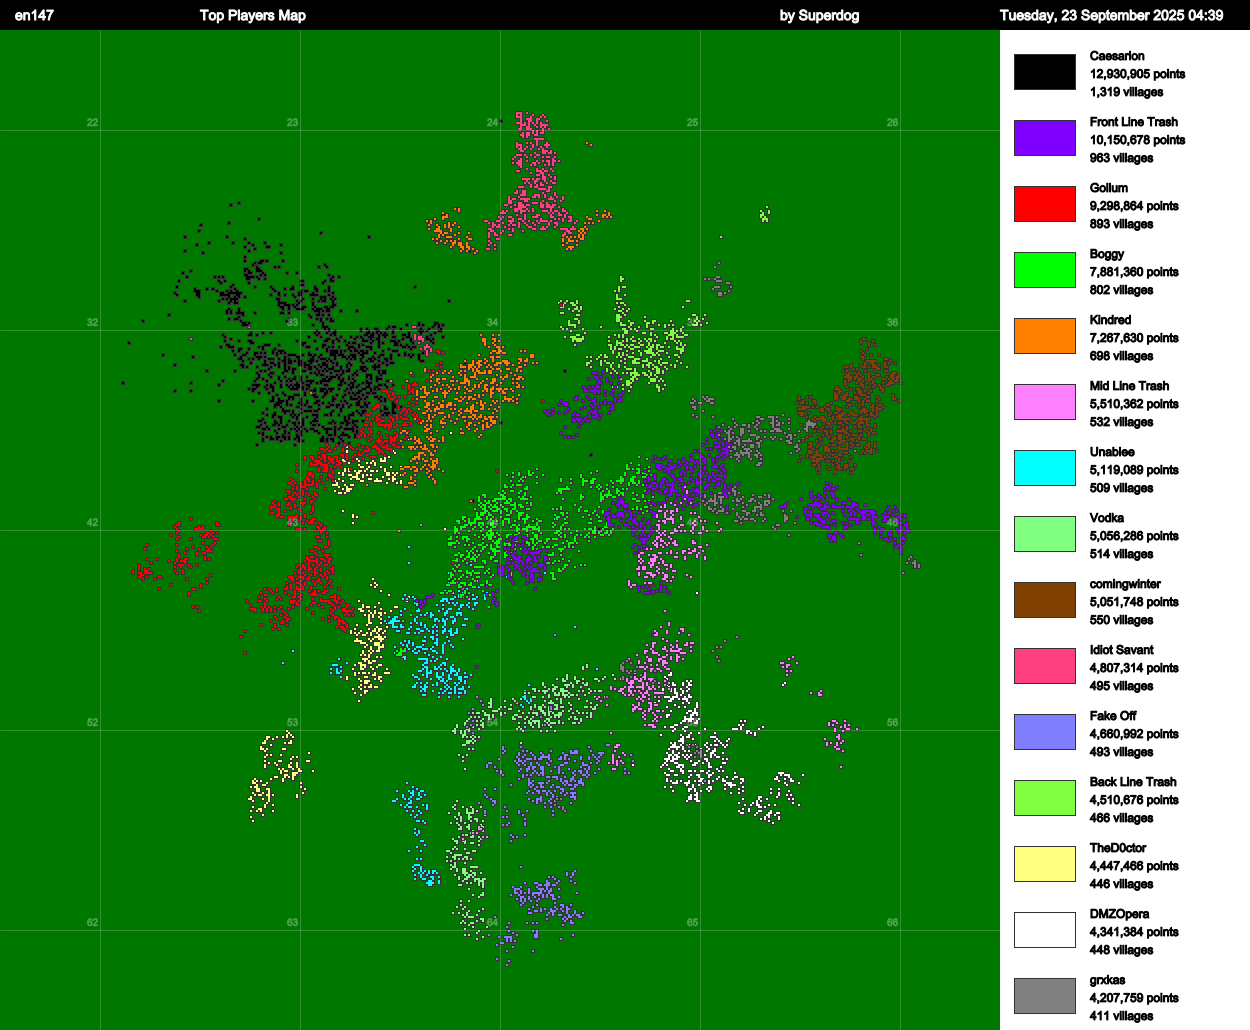 en147 Top Players Map by Superdog Tuesday, 23 September 2025 04:39
Caesarion
12,930,905 points
1,319 villages
Front Line Trash
10,150,678 points
963 villages
Gollum
9,298,864 points
893 villages
Boggy
7,881,360 points
802 villages
Kindred
7,267,630 points
698 villages
Mid Line Trash
5,510,362 points
532 villages
Unablee
5,119,089 points
509 villages
Vodka
5,056,286 points
514 villages
comingwinter
5,051,748 points
550 villages
Idiot Savant
4,807,314 points
495 villages
Fake Off
4,660,992 points
493 villages
Back Line Trash
4,510,676 points
466 villages
TheD0ctor
4,447,466 points
446 villages
DMZOpera
4,341,384 points
448 villages
grxkas
4,207,759 points
411 villages
22 23 24 25 26
32 33 34 36
42 43 46
52 53 54 56
62 63 64 65 66